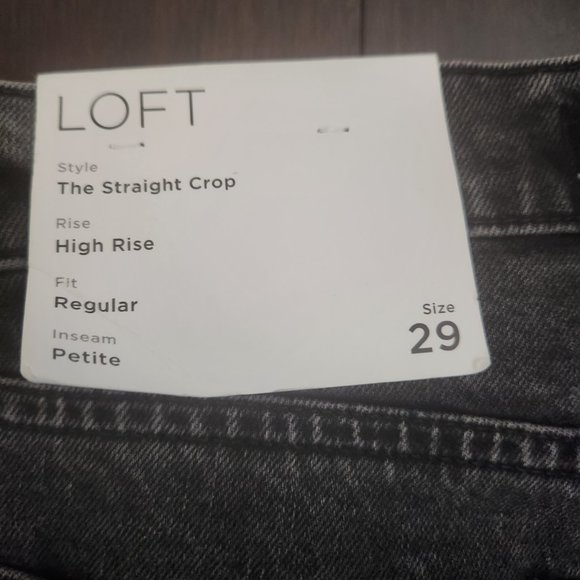 LOFT
Style
The Straight Crop
Rise
High Rise
Fit
Regular
Inseam
Petite
Size
29